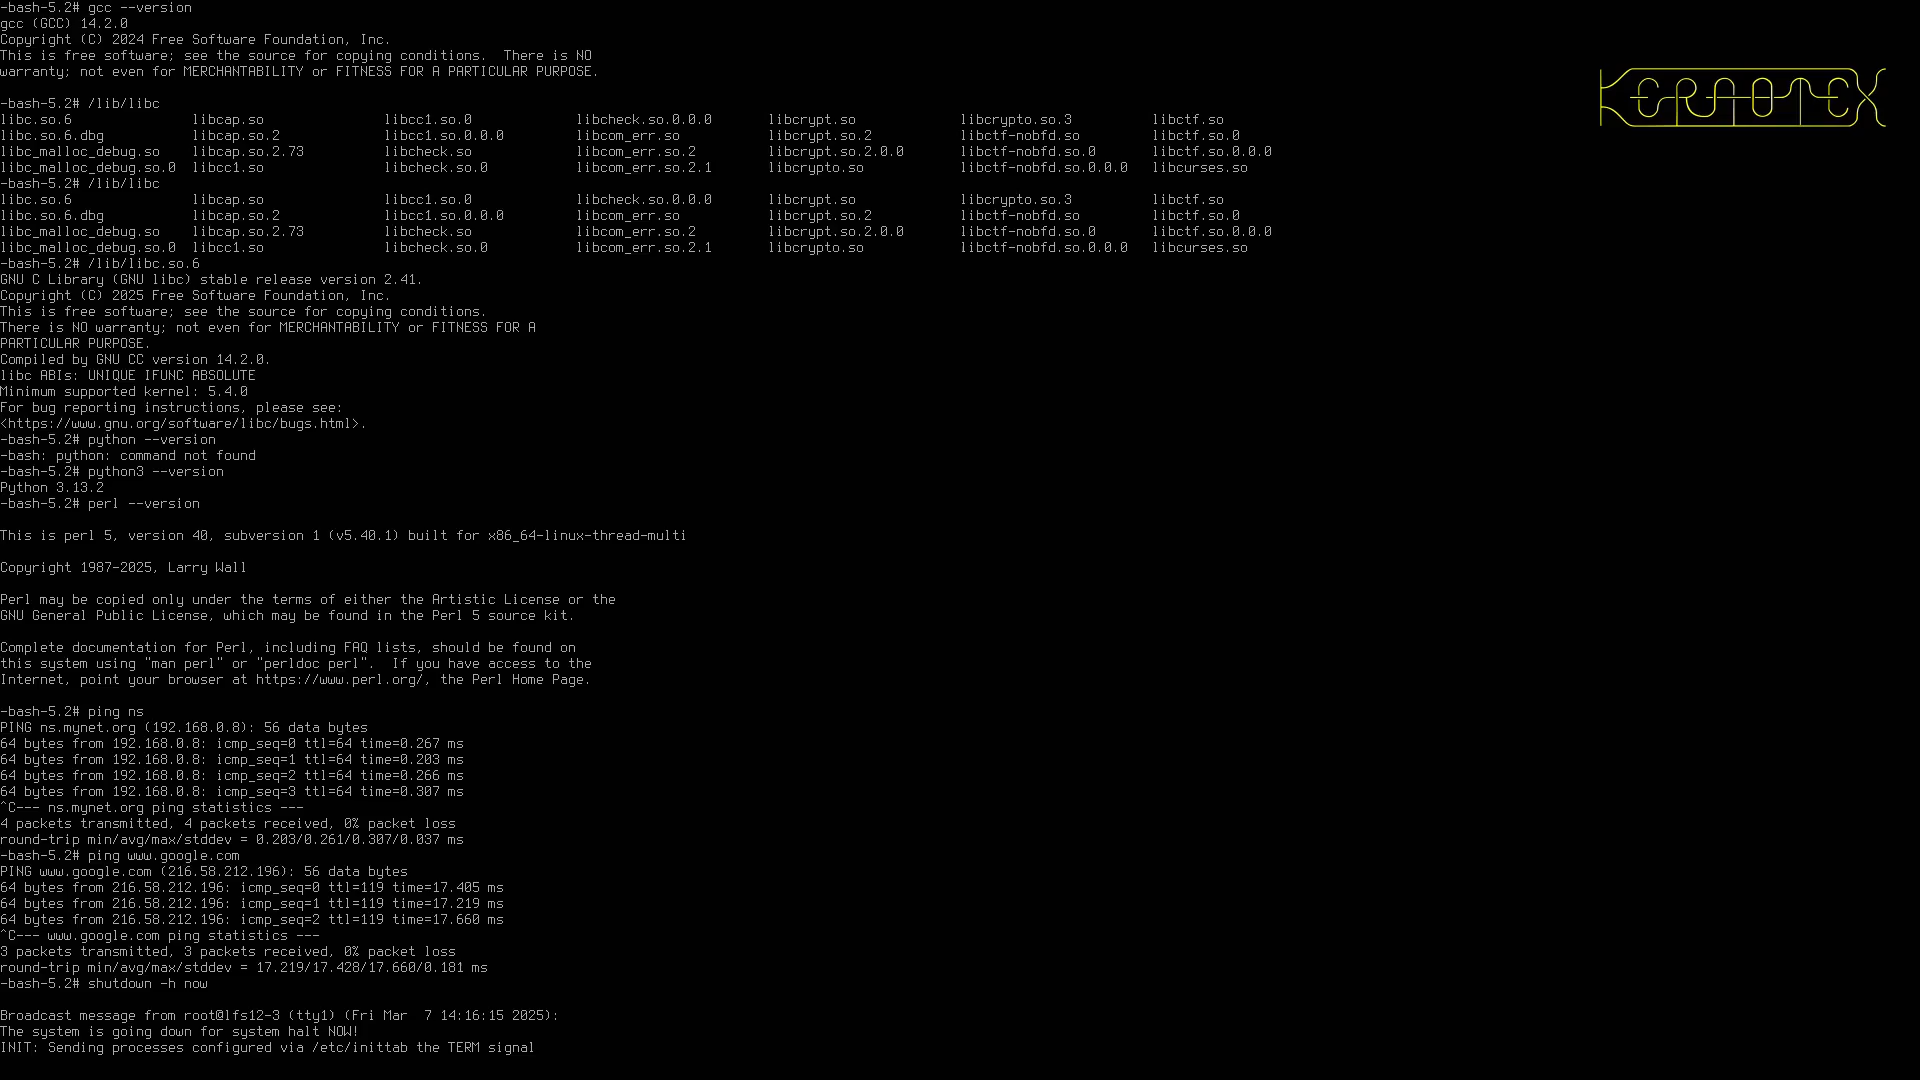 -bash-5.2# gcc --version
gcc (GCC) 14.2.0
Copyright (C) 2024 Free Software Foundation, Inc.
This is free software; see the source for copying conditions.  There is NO
warranty; not even for MERCHANTABILITY or FITNESS FOR A PARTICULAR PURPOSE.

-bash-5.2# /lib/libc
libc.so.6 libcap.so libcc1.so.0 libcheck.so.0.0.0 libcrypt.so libcrypto.so.3 libctf.so
libc.so.6.dbg libcap.so.2 libcc1.so.0.0.0 libcom_err.so libcrypt.so.2 libctf-nobfd.so libctf.so.0
libc_malloc_debug.so libcap.so.2.73 libcheck.so libcom_err.so.2 libcrypt.so.2.0.0 libctf-nobfd.so.0 libctf.so.0.0.0
libc_malloc_debug.so.0 libcc1.so libcheck.so.0 libcom_err.so.2.1 libcrypto.so libctf-nobfd.so.0.0.0 libcurses.so
-bash-5.2# /lib/libc
libc.so.6 libcap.so libcc1.so.0 libcheck.so.0.0.0 libcrypt.so libcrypto.so.3 libctf.so
libc.so.6.dbg libcap.so.2 libcc1.so.0.0.0 libcom_err.so libcrypt.so.2 libctf-nobfd.so libctf.so.0
libc_malloc_debug.so libcap.so.2.73 libcheck.so libcom_err.so.2 libcrypt.so.2.0.0 libctf-nobfd.so.0 libctf.so.0.0.0
libc_malloc_debug.so.0 libcc1.so libcheck.so.0 libcom_err.so.2.1 libcrypto.so libctf-nobfd.so.0.0.0 libcurses.so
-bash-5.2# /lib/libc.so.6
GNU C Library (GNU libc) stable release version 2.41.
Copyright (C) 2025 Free Software Foundation, Inc.
This is free software; see the source for copying conditions.
There is NO warranty; not even for MERCHANTABILITY or FITNESS FOR A
PARTICULAR PURPOSE.
Compiled by GNU CC version 14.2.0.
libc ABIs: UNIQUE IFUNC ABSOLUTE
Minimum supported kernel: 5.4.0
For bug reporting instructions, please see:
<https://www.gnu.org/software/libc/bugs.html>.
-bash-5.2# python --version
-bash: python: command not found
-bash-5.2# python3 --version
Python 3.13.2
-bash-5.2# perl --version

This is perl 5, version 40, subversion 1 (v5.40.1) built for x86_64-linux-thread-multi

Copyright 1987-2025, Larry Wall

Perl may be copied only under the terms of either the Artistic License or the
GNU General Public License, which may be found in the Perl 5 source kit.

Complete documentation for Perl, including FAQ lists, should be found on
this system using "man perl" or "perldoc perl".  If you have access to the
Internet, point your browser at https://www.perl.org/, the Perl Home Page.

-bash-5.2# ping ns
PING ns.mynet.org (192.168.0.8): 56 data bytes
64 bytes from 192.168.0.8: icmp_seq=0 ttl=64 time=0.267 ms
64 bytes from 192.168.0.8: icmp_seq=1 ttl=64 time=0.203 ms
64 bytes from 192.168.0.8: icmp_seq=2 ttl=64 time=0.266 ms
64 bytes from 192.168.0.8: icmp_seq=3 ttl=64 time=0.307 ms
^C--- ns.mynet.org ping statistics ---
4 packets transmitted, 4 packets received, 0% packet loss
round-trip min/avg/max/stddev = 0.203/0.261/0.307/0.037 ms
-bash-5.2# ping www.google.com
PING www.google.com (216.58.212.196): 56 data bytes
64 bytes from 216.58.212.196: icmp_seq=0 ttl=119 time=17.405 ms
64 bytes from 216.58.212.196: icmp_seq=1 ttl=119 time=17.219 ms
64 bytes from 216.58.212.196: icmp_seq=2 ttl=119 time=17.660 ms
^C--- www.google.com ping statistics ---
3 packets transmitted, 3 packets received, 0% packet loss
round-trip min/avg/max/stddev = 17.219/17.428/17.660/0.181 ms
-bash-5.2# shutdown -h now

Broadcast message from root@lfs12-3 (tty1) (Fri Mar  7 14:16:15 2025):
The system is going down for system halt NOW!
INIT: Sending processes configured via /etc/inittab the TERM signal